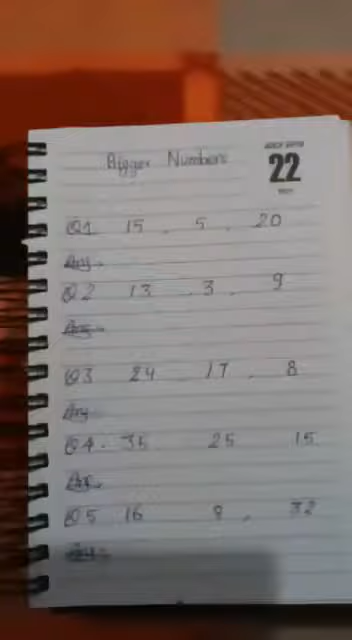 Bigger Numbers
22
Q1 15 , 5 , 20
Ans -
Q2 13 , 3 , 9
Ans -
Q3 24 , 17 , 8
Ans -
Q4 - 35 25 15
Ans -
Q5 16 8 , 32
Ans -